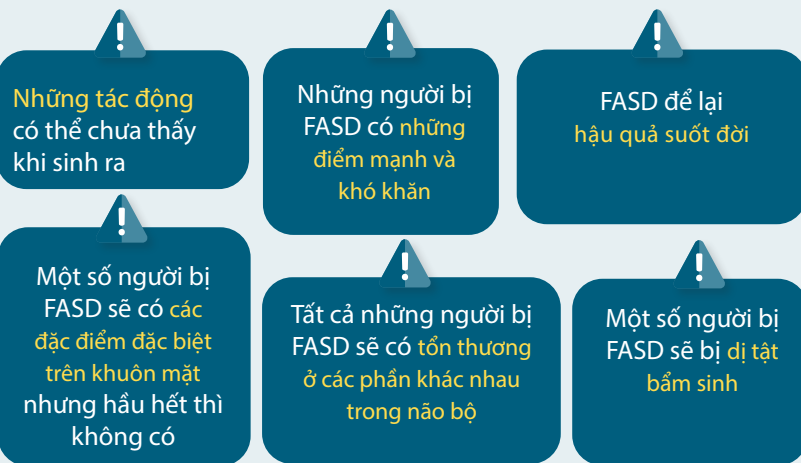 Những tác động
có thể chưa thấy
khi sinh ra
Những người bị
FASD có những
điểm mạnh và
khó khăn
FASD để lại
hậu quả suốt đời
Một số người bị
FASD sẽ có các
đặc điểm đặc biệt
trên khuôn mặt
nhưng hầu hết thì
không có
Tất cả những người bị
FASD sẽ có tổn thương
ở các phần khác nhau
trong não bộ
Một số người bị
FASD sẽ bị dị tật
bẩm sinh